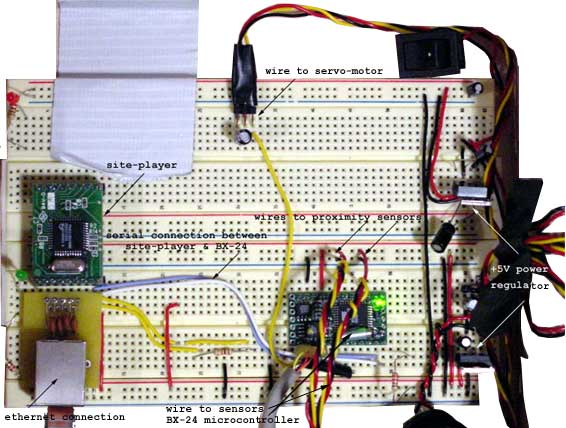 wire to servo-motor
site-player
wires to proximity sensors
serial connection between
site-player & BX-24
+5V power
regulator
ethernet connection
wire to sensors
BX-24 microcontroller